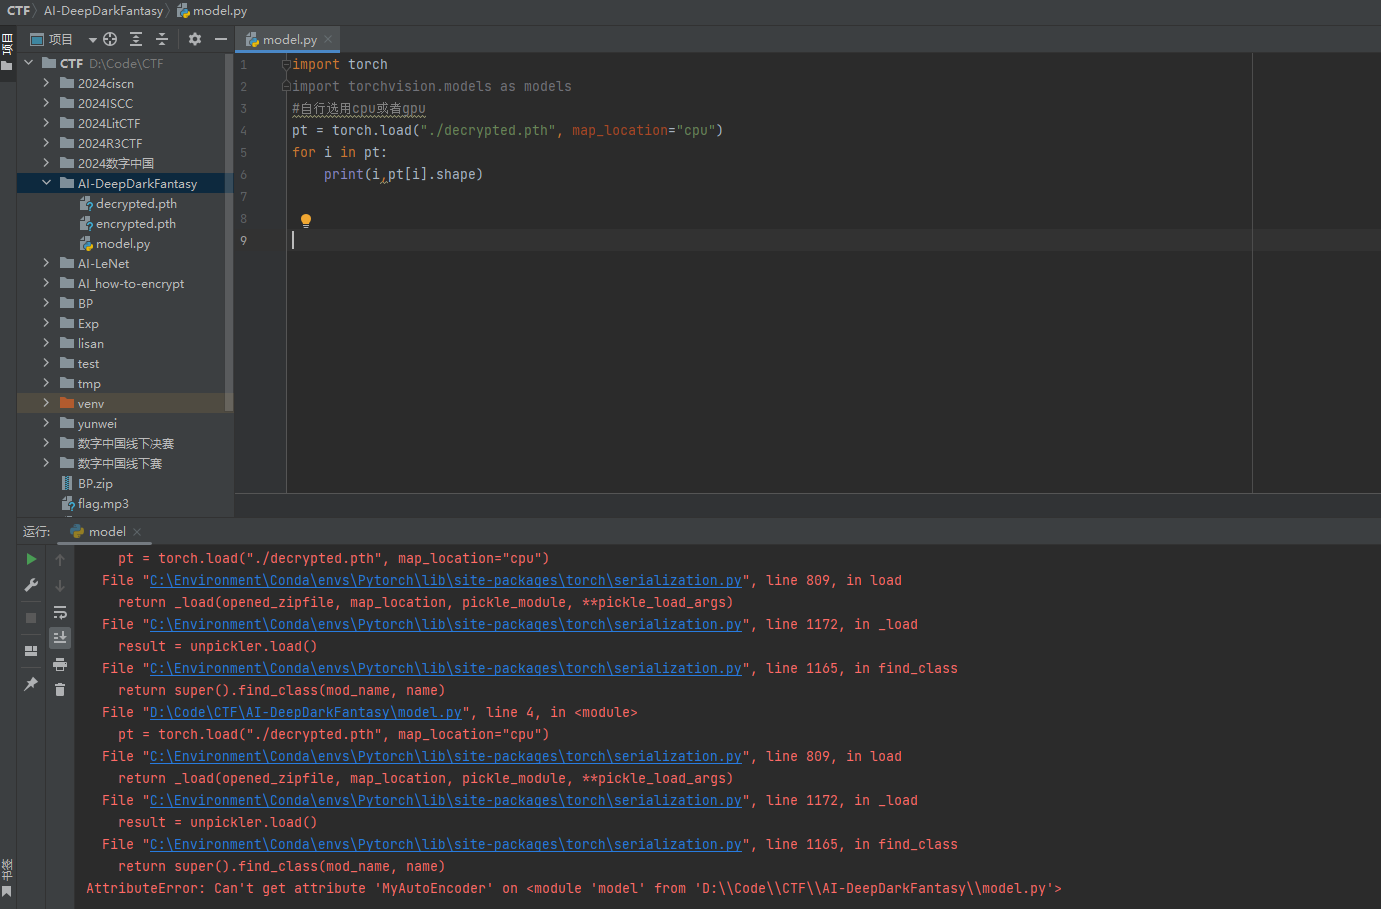 CTF AI-DeepDarkFantasy model.py
项目
项目
model.py
CTF D:\Code\CTF
2024ciscn
2024ISCC
2024LitCTF
2024R3CTF
2024数字中国
AI-DeepDarkFantasy
decrypted.pth
encrypted.pth
model.py
AI-LeNet
AI_how-to-encrypt
BP
Exp
lisan
test
tmp
venv
yunwei
数字中国线下决赛
数字中国线下赛
BP.zip
flag.mp3
1 import torch
2 import torchvision.models as models
3 #自行选用cpu或者gpu
4 pt = torch.load("./decrypted.pth", map_location="cpu")
5 for i in pt:
6 print(i,pt[i].shape)
7
8
9
运行: model
pt = torch.load("./decrypted.pth", map_location="cpu")
File "C:\Environment\Conda\envs\Pytorch\lib\site-packages\torch\serialization.py", line 809, in load
return _load(opened_zipfile, map_location, pickle_module, **pickle_load_args)
File "C:\Environment\Conda\envs\Pytorch\lib\site-packages\torch\serialization.py", line 1172, in _load
result = unpickler.load()
File "C:\Environment\Conda\envs\Pytorch\lib\site-packages\torch\serialization.py", line 1165, in find_class
return super().find_class(mod_name, name)
File "D:\Code\CTF\AI-DeepDarkFantasy\model.py", line 4, in <module>
pt = torch.load("./decrypted.pth", map_location="cpu")
File "C:\Environment\Conda\envs\Pytorch\lib\site-packages\torch\serialization.py", line 809, in load
return _load(opened_zipfile, map_location, pickle_module, **pickle_load_args)
File "C:\Environment\Conda\envs\Pytorch\lib\site-packages\torch\serialization.py", line 1172, in _load
result = unpickler.load()
File "C:\Environment\Conda\envs\Pytorch\lib\site-packages\torch\serialization.py", line 1165, in find_class
return super().find_class(mod_name, name)
AttributeError: Can't get attribute 'MyAutoEncoder' on <module 'model' from 'D:\\Code\\CTF\\AI-DeepDarkFantasy\\model.py'>
书签